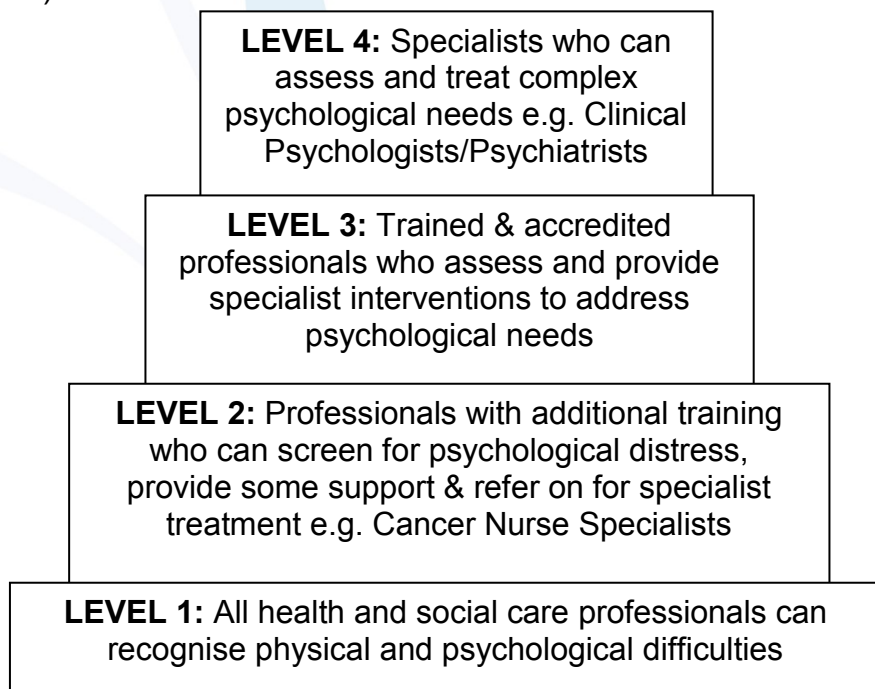 )
LEVEL 4: Specialists who can
assess and treat complex
psychological needs e.g. Clinical
Psychologists/Psychiatrists
LEVEL 3: Trained & accredited
professionals who assess and provide
specialist interventions to address
psychological needs
LEVEL 2: Professionals with additional training
who can screen for psychological distress,
provide some support & refer on for specialist
treatment e.g. Cancer Nurse Specialists
LEVEL 1: All health and social care professionals can
recognise physical and psychological difficulties